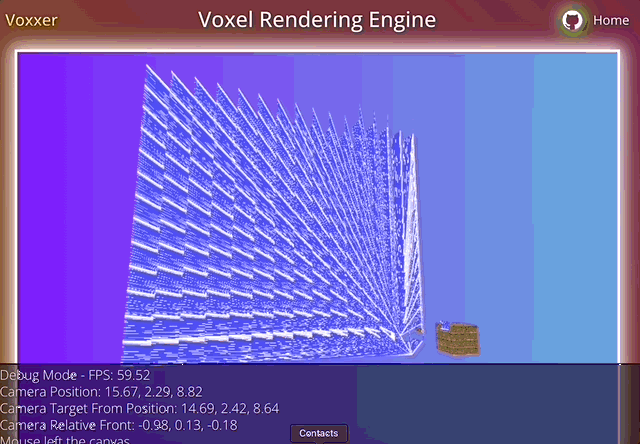 Voxxer
Voxel Rendering Engine
Home
Debug Mode - FPS: 59.52
Camera Position: 15.67, 2.29, 8.82
Camera Target From Position: 14.69, 2.42, 8.64
Camera Relative Front: -0.98, 0.13, -0.18
Mouse left the canvas
Contacts